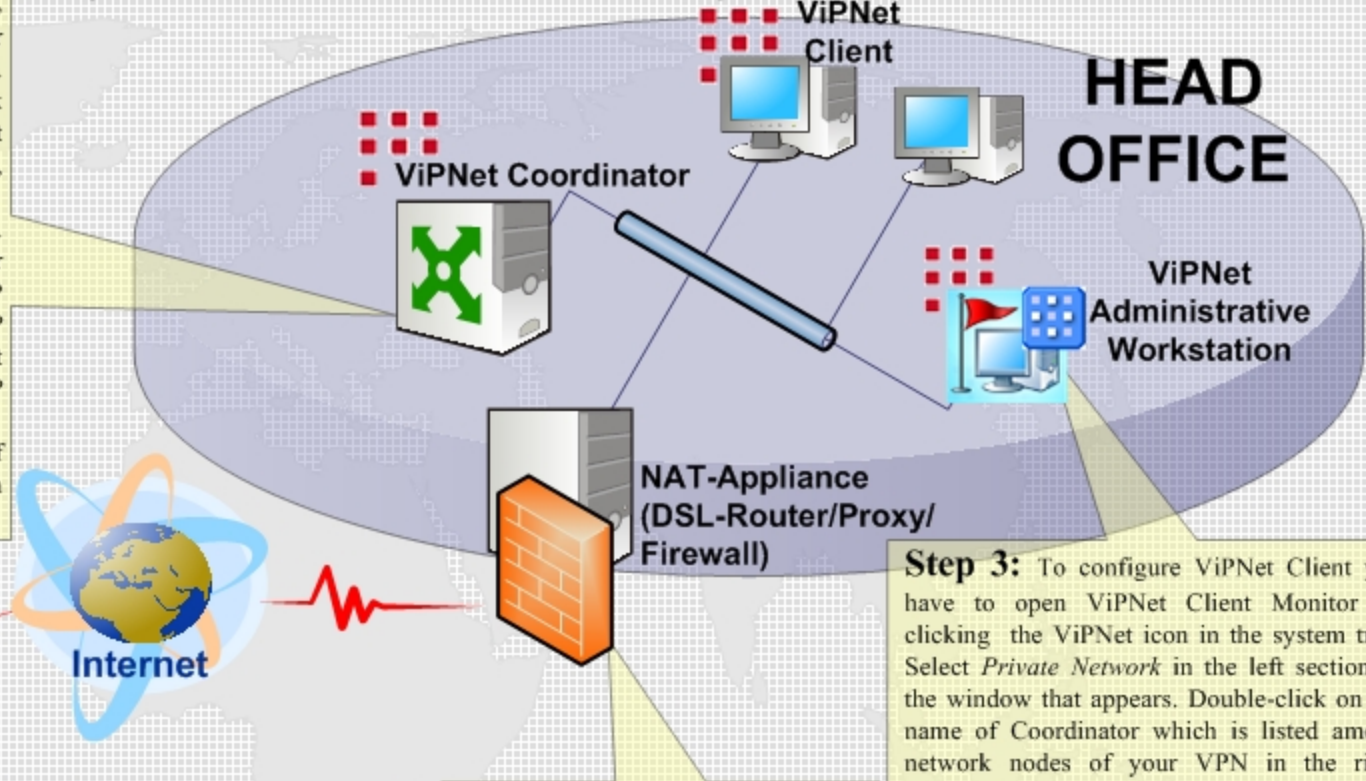 ViPNet
Client
HEAD
OFFICE
ViPNet Coordinator
ViPNet
Administrative
Workstation
NAT-Appliance
(DSL-Router/Proxy/
Firewall)
Internet
Step 3: To configure ViPNet Client
have to open ViPNet Client Monitor
clicking the ViPNet icon in the system
Select Private Network in the left section
the window that appears. Double-click on
name of Coordinator which is listed
network nodes of your VPN in the